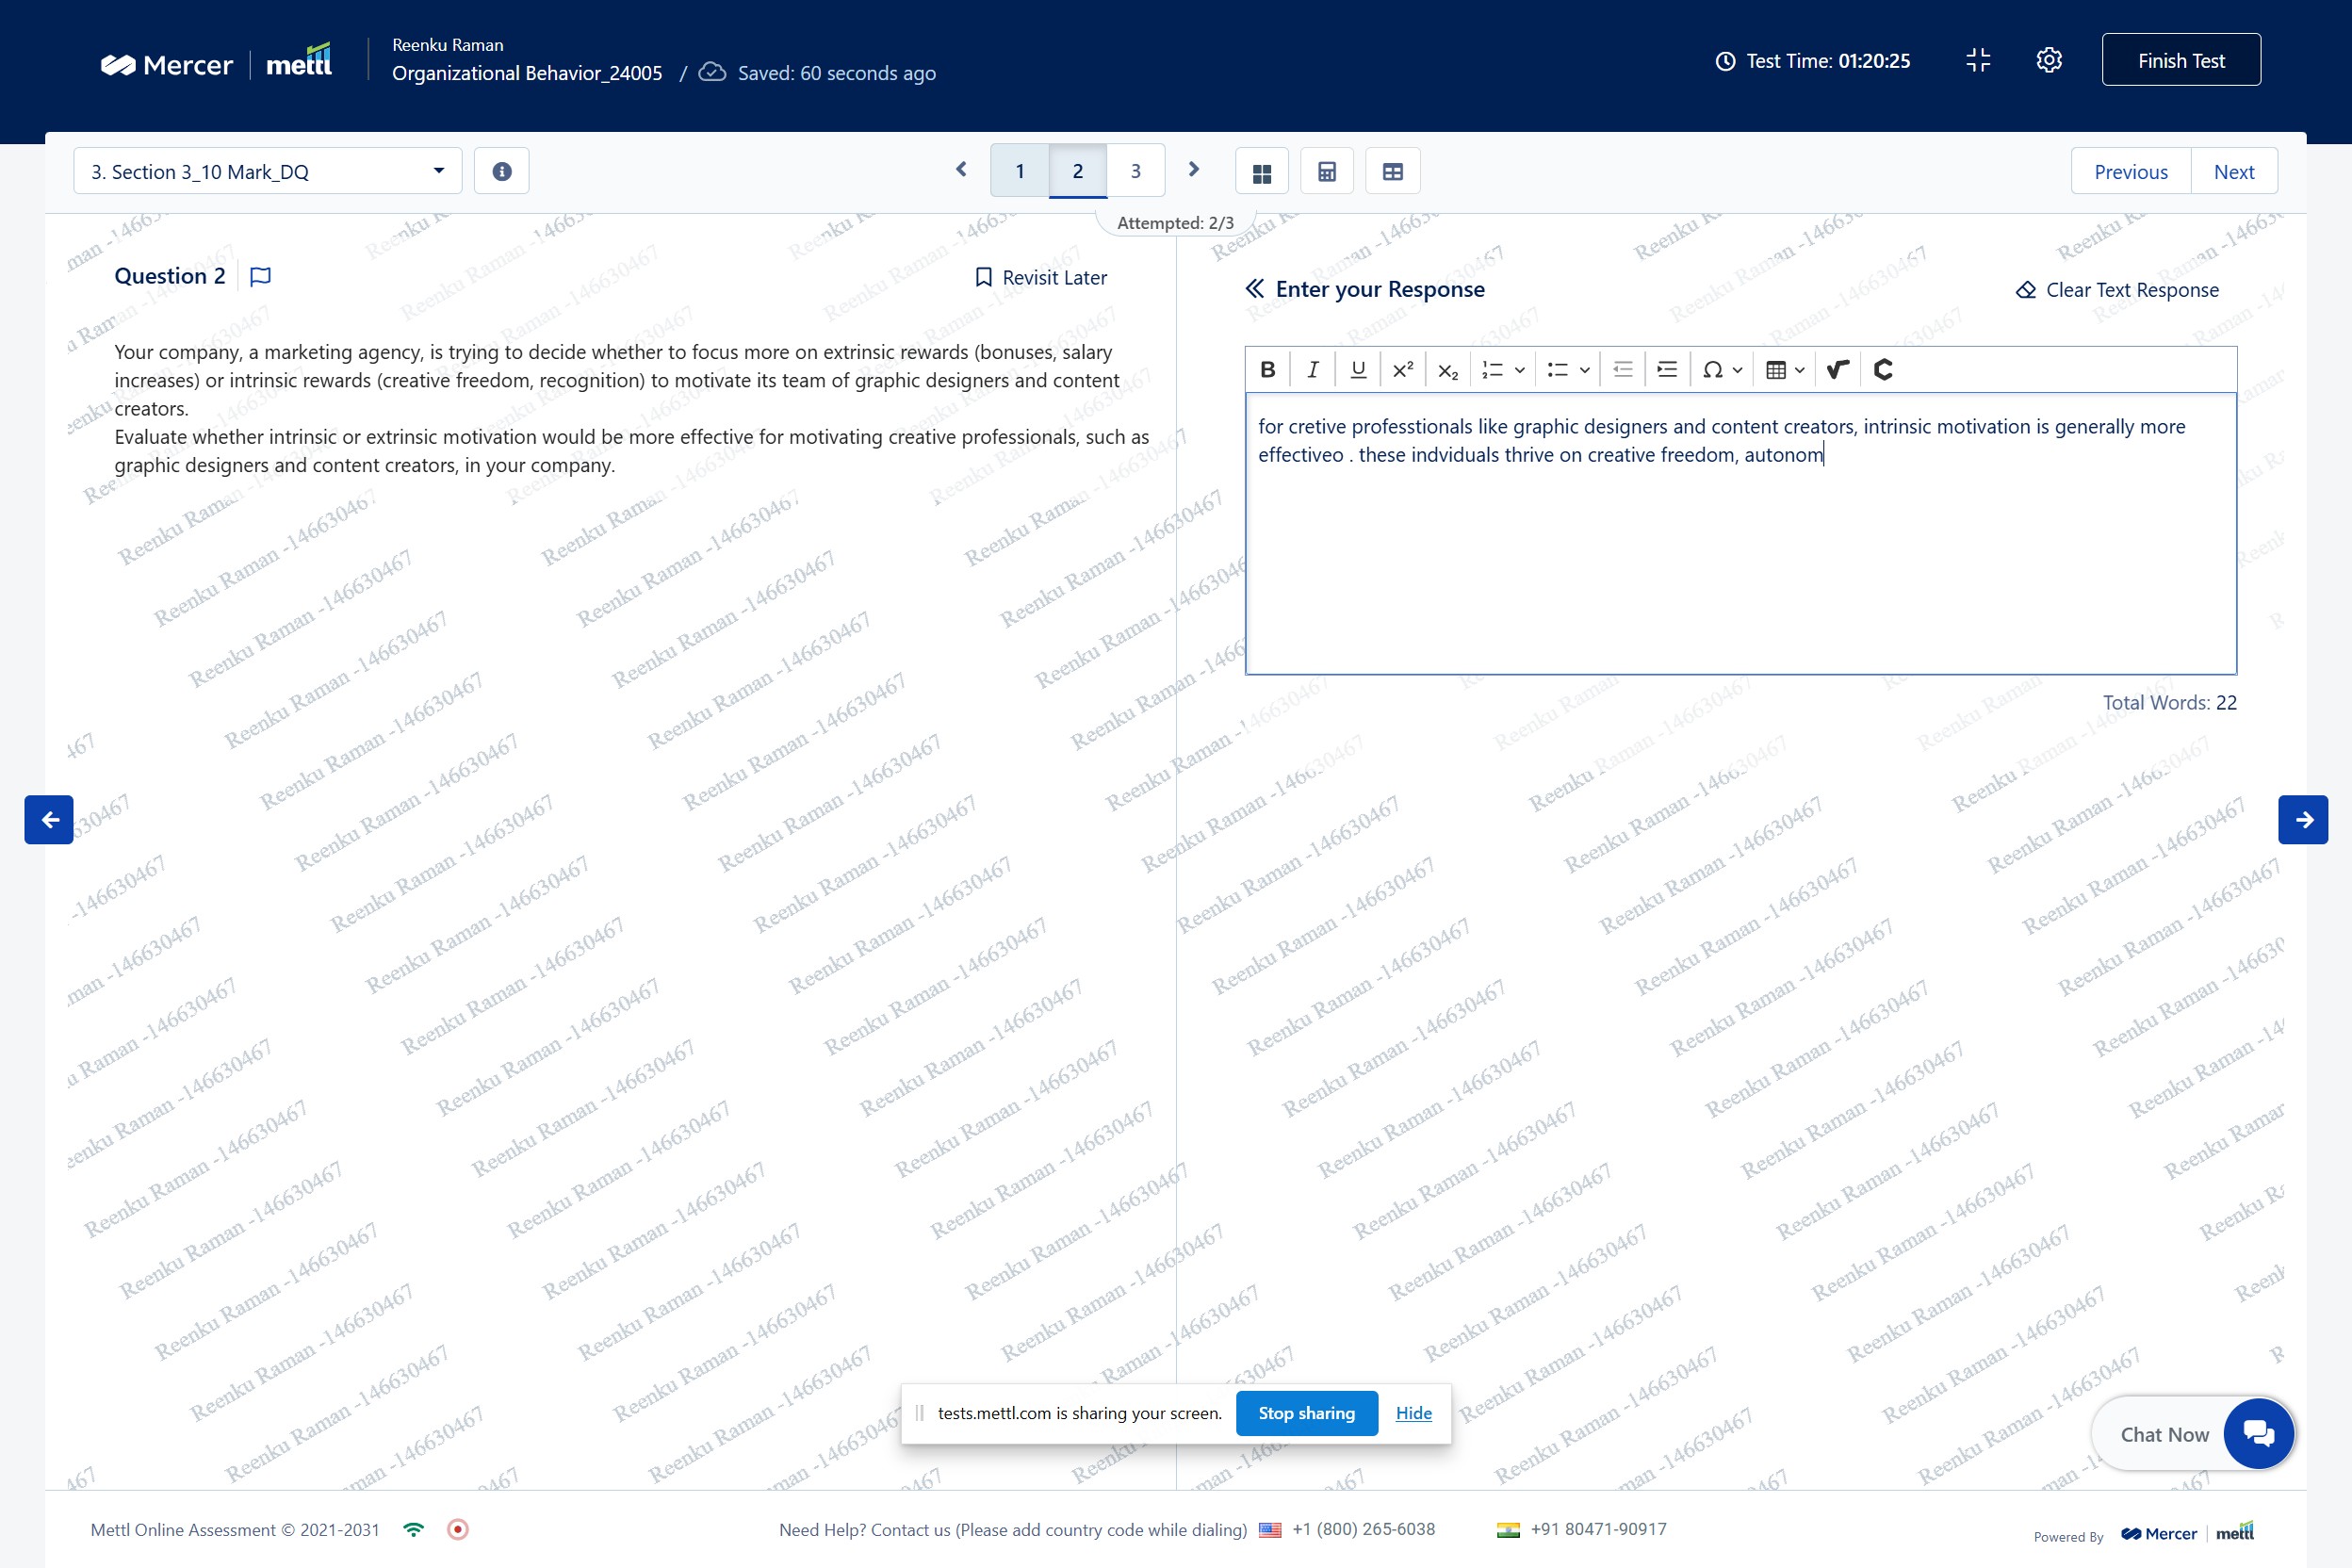 Mercer | mettl
Reenku Raman
Organizational Behavior_24005 / Saved: 60 seconds ago
Test Time: 01:20:25
Finish Test
3. Section 3_10 Mark_DQ
1 2 3
Previous Next
Attempted: 2/3
Question 2
Revisit Later
Your company, a marketing agency, is trying to decide whether to focus more on extrinsic rewards (bonuses, salary
increases) or intrinsic rewards (creative freedom, recognition) to motivate its team of graphic designers and content
creators.
Evaluate whether intrinsic or extrinsic motivation would be more effective for motivating creative professionals, such as
graphic designers and content creators, in your company.
Enter your Response
Clear Text Response
for cretive professtionals like graphic designers and content creators, intrinsic motivation is generally more
effectiveo . these indviduals thrive on creative freedom, autonom
Total Words: 22
Reenku Raman -146630467
tests.mettl.com is sharing your screen. Stop sharing Hide
Chat Now
Mettl Online Assessment © 2021-2031
Need Help? Contact us (Please add country code while dialing) +1 (800) 265-6038 +91 80471-90917
Powered By Mercer | mettl